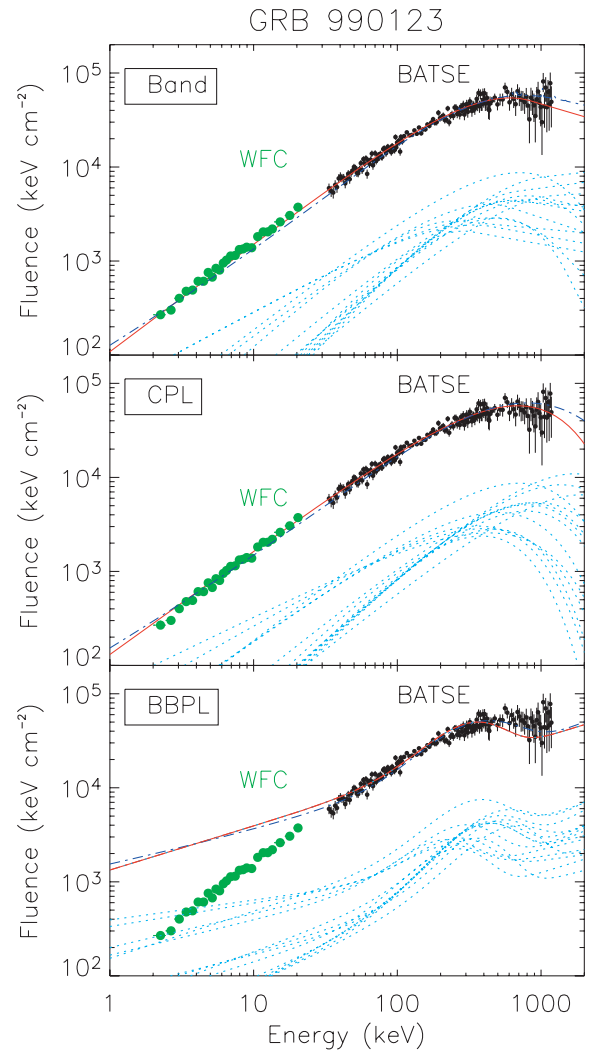 GRB 990123
10⁵
Band
BATSE
10⁴
WFC
10³
10²
Fluence (keV cm⁻²)
10⁵
CPL
BATSE
10⁴
WFC
10³
10²
Fluence (keV cm⁻²)
10⁵
BBPL
BATSE
10⁴
WFC
10³
10²
Fluence (keV cm⁻²)
1 10 100 1000
Energy (keV)